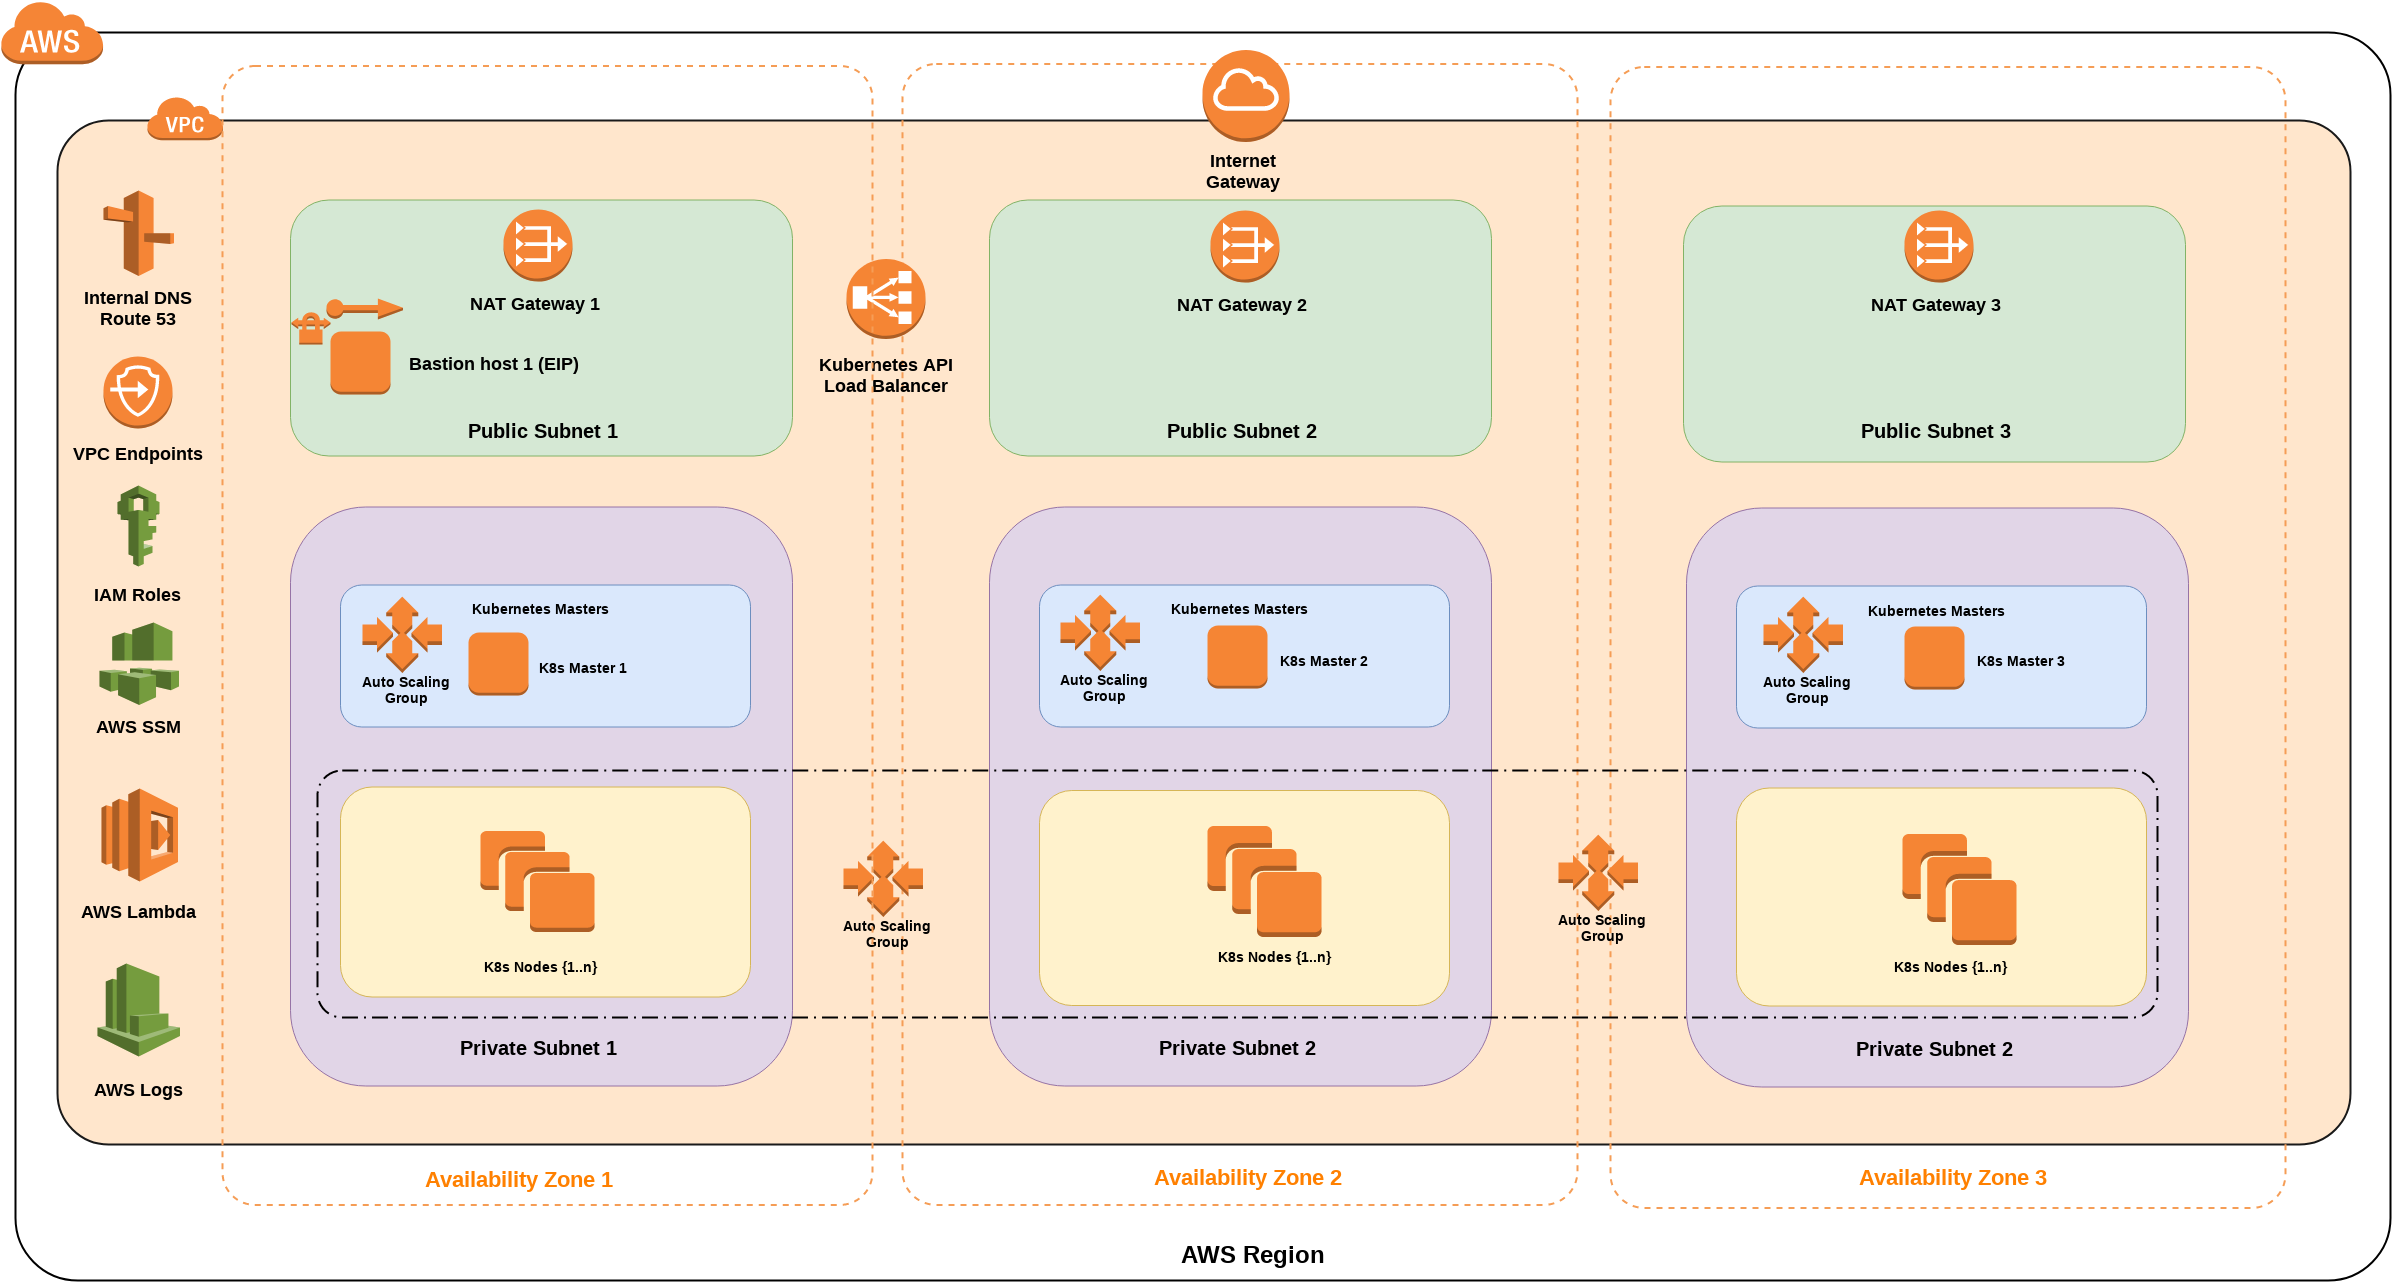 AWS
VPC
Internet
Gateway
Internal DNS
Route 53
VPC Endpoints
IAM Roles
AWS SSM
AWS Lambda
AWS Logs
NAT Gateway 1
Bastion host 1 (EIP)
Public Subnet 1
Kubernetes API
Load Balancer
NAT Gateway 2
Public Subnet 2
NAT Gateway 3
Public Subnet 3
Kubernetes Masters
K8s Master 1
Auto Scaling
Group
Kubernetes Masters
K8s Master 2
Auto Scaling
Group
Kubernetes Masters
K8s Master 3
Auto Scaling
Group
K8s Nodes {1..n}
Auto Scaling
Group
K8s Nodes {1..n}
Auto Scaling
Group
K8s Nodes {1..n}
Private Subnet 1
Private Subnet 2
Private Subnet 2
Availability Zone 1
Availability Zone 2
Availability Zone 3
AWS Region